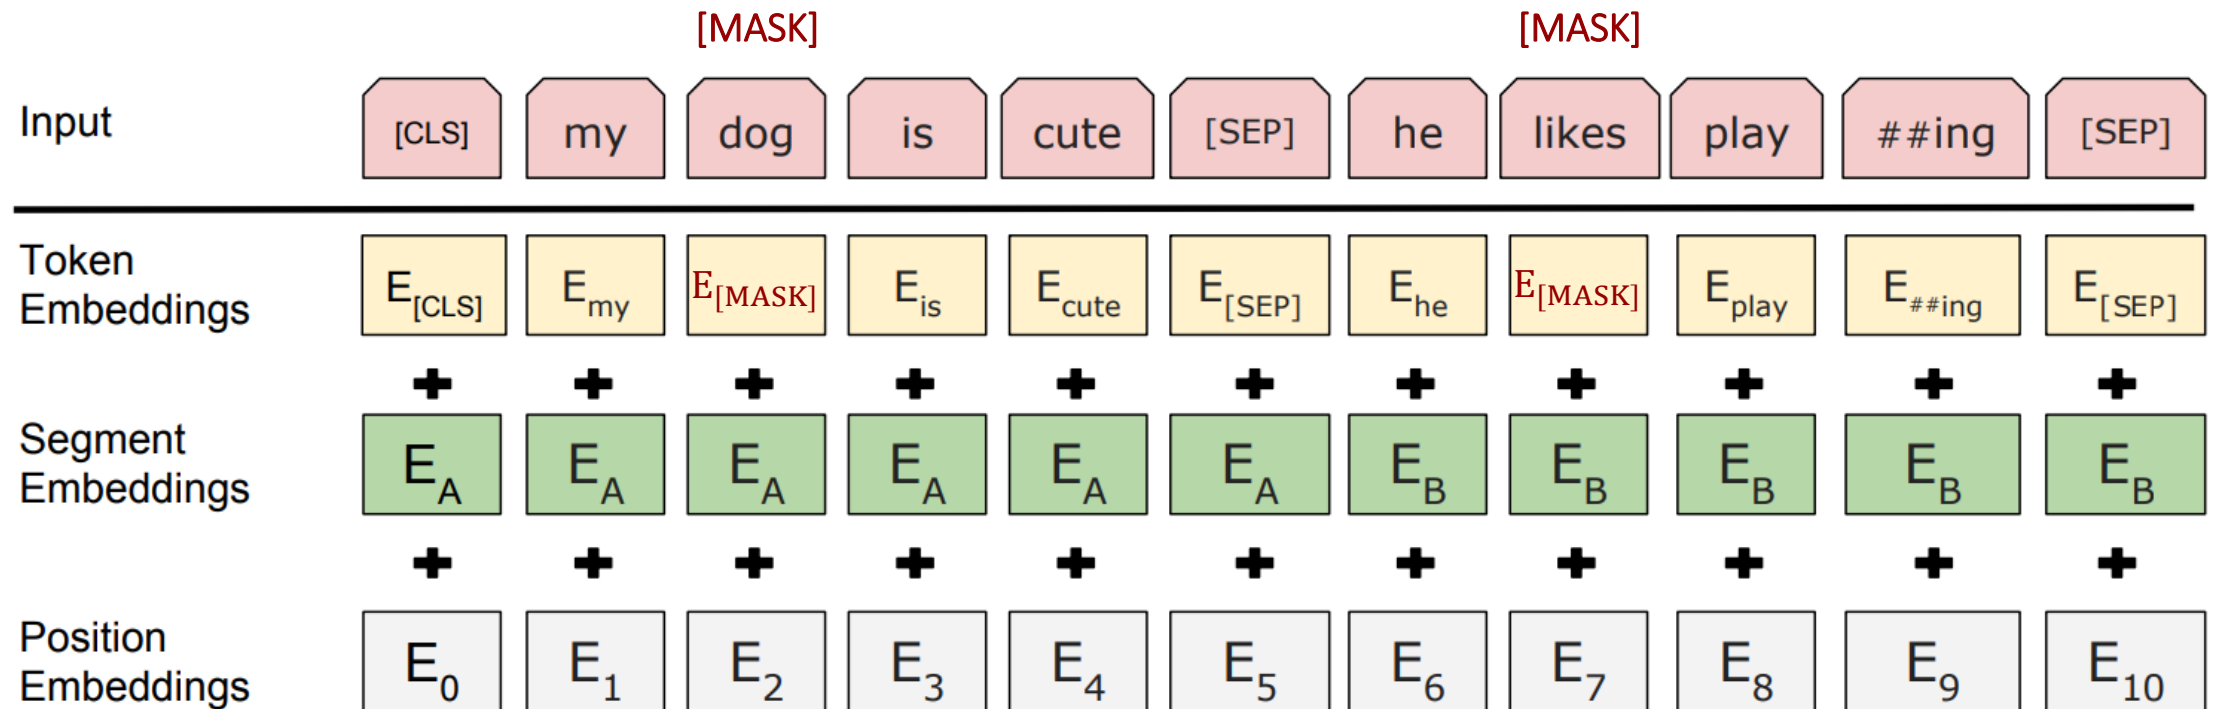 [MASK] [MASK]
Input [CLS] my dog is cute [SEP] he likes play ##ing [SEP]
Token
Embeddings E[CLS] Emy E[MASK] Eis Ecute E[SEP] Ehe E[MASK] Eplay E##ing E[SEP]
Segment
Embeddings EA EA EA EA EA EA EB EB EB EB EB
Position
Embeddings E0 E1 E2 E3 E4 E5 E6 E7 E8 E9 E10